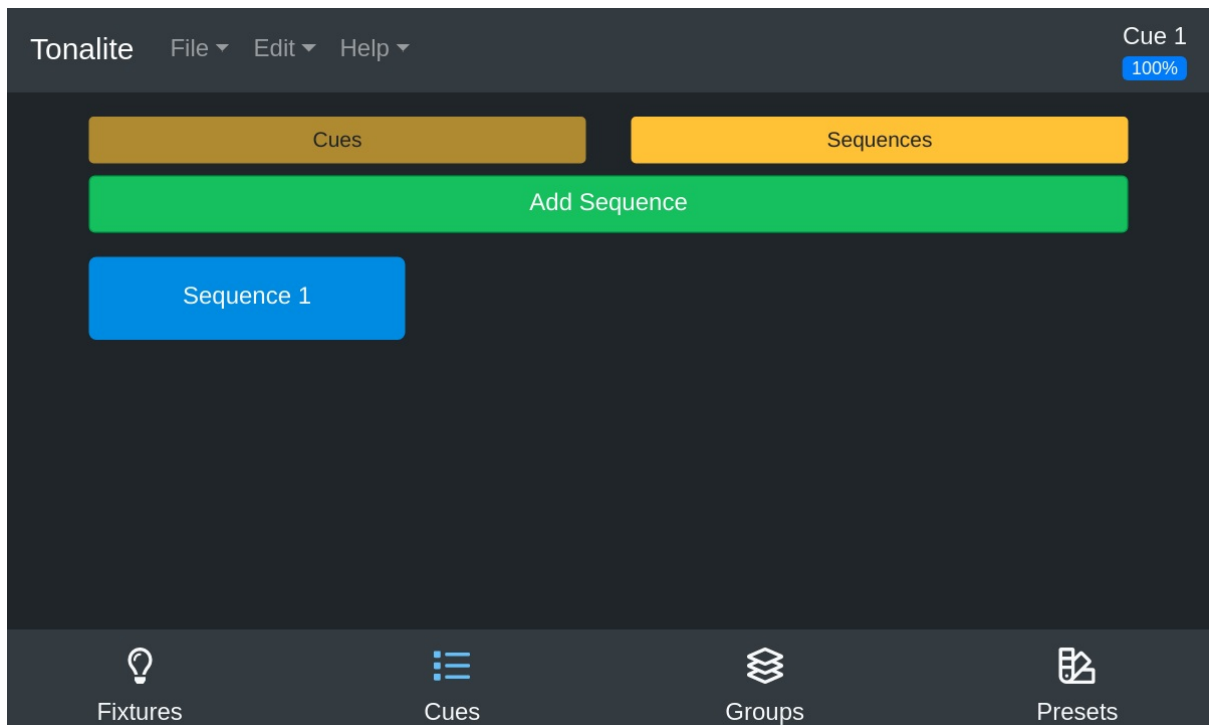 Tonalite File Edit Help Cue 1
100%
Cues Sequences
Add Sequence
Sequence 1
Fixtures Cues Groups Presets